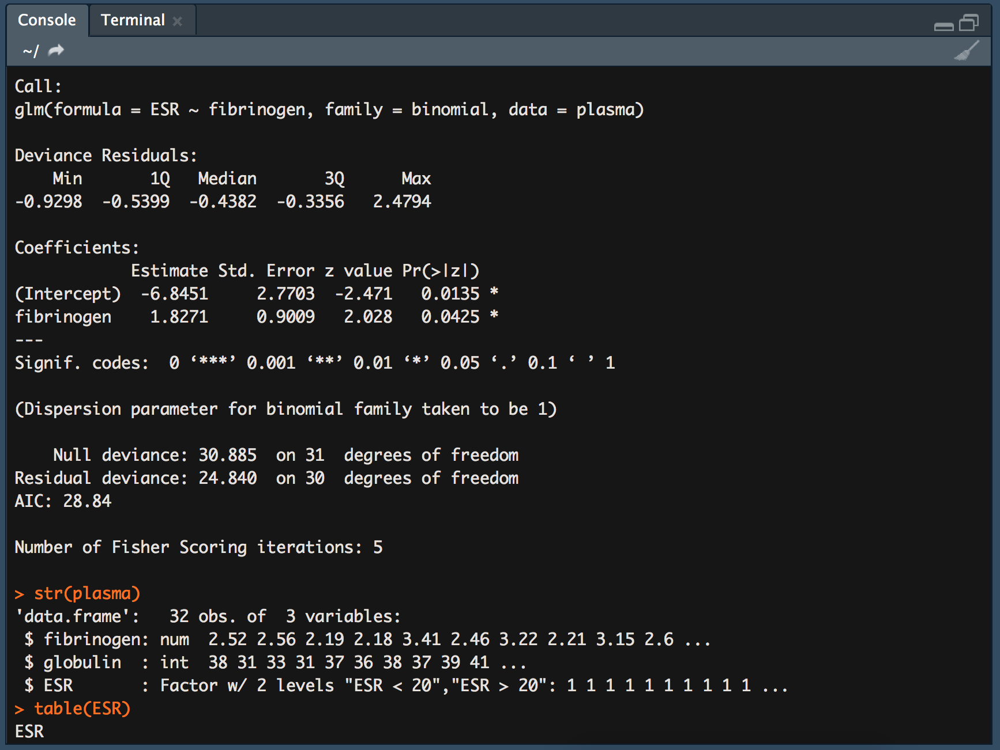 Console Terminal ×
~/
Call:
glm(formula = ESR ~ fibrinogen, family = binomial, data = plasma)
Deviance Residuals:
    Min       1Q   Median       3Q      Max
-0.9298  -0.5399  -0.4382  -0.3356   2.4794
Coefficients:
            Estimate Std. Error z value Pr(>|z|)
(Intercept)  -6.8451     2.7703  -2.471   0.0135 *
fibrinogen    1.8271     0.9009   2.028   0.0425 *
---
Signif. codes:  0 ‘***’ 0.001 ‘**’ 0.01 ‘*’ 0.05 ‘.’ 0.1 ‘ ’ 1
(Dispersion parameter for binomial family taken to be 1)
    Null deviance: 30.885  on 31  degrees of freedom
Residual deviance: 24.840  on 30  degrees of freedom
AIC: 28.84
Number of Fisher Scoring iterations: 5
> str(plasma)
'data.frame':   32 obs. of  3 variables:
 $ fibrinogen: num  2.52 2.56 2.19 2.18 3.41 2.46 3.22 2.21 3.15 2.6 ...
 $ globulin  : int  38 31 33 31 37 36 38 37 39 41 ...
 $ ESR       : Factor w/ 2 levels "ESR < 20","ESR > 20": 1 1 1 1 1 1 1 1 1 1 ...
> table(ESR)
ESR